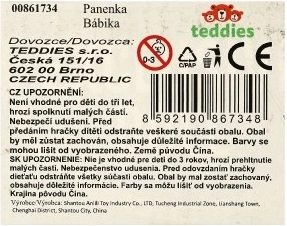 00861734
Panenka
Bábika
teddies
Dovozce/Dovozca:
TEDDIES s.r.o.
Česká 151/16
602 00 Brno
CZECH REPUBLIC
0-3
C/PAP
CE
CZ UPOZORNĚNÍ:
Není vhodné pro děti do tří let,
hrozí spolknutí malých částí.
Nebezpečí udušení. Před
8 592190 867348
předáním hračky dítěti odstraňte veškeré součásti obalu. Obal
by měl zůstat zachován, obsahuje důležité informace. Barvy se
mohou lišit od vyobrazeného. Země původu Čína.
SK UPOZORNENIE: Nie je vhodné pre deti do 3 rokov, hrozí prehltnutie
malých častí. Nebezpečenstvo udusenia. Pred odovzdaním hračky
dieťaťu odstráňte všetky súčasti obalu. Obal by mal zostať zachovaný,
obsahuje dôležité informácie. Farby sa môžu líšiť od vyobrazenia.
Krajina pôvodu Čína.
Výrobce/Výrobca: Shantou Anlili Toy Industry Co., LTD, Tucheng Industrial Zone, Lianshang Town,
Chenghai District, Shantou City, China